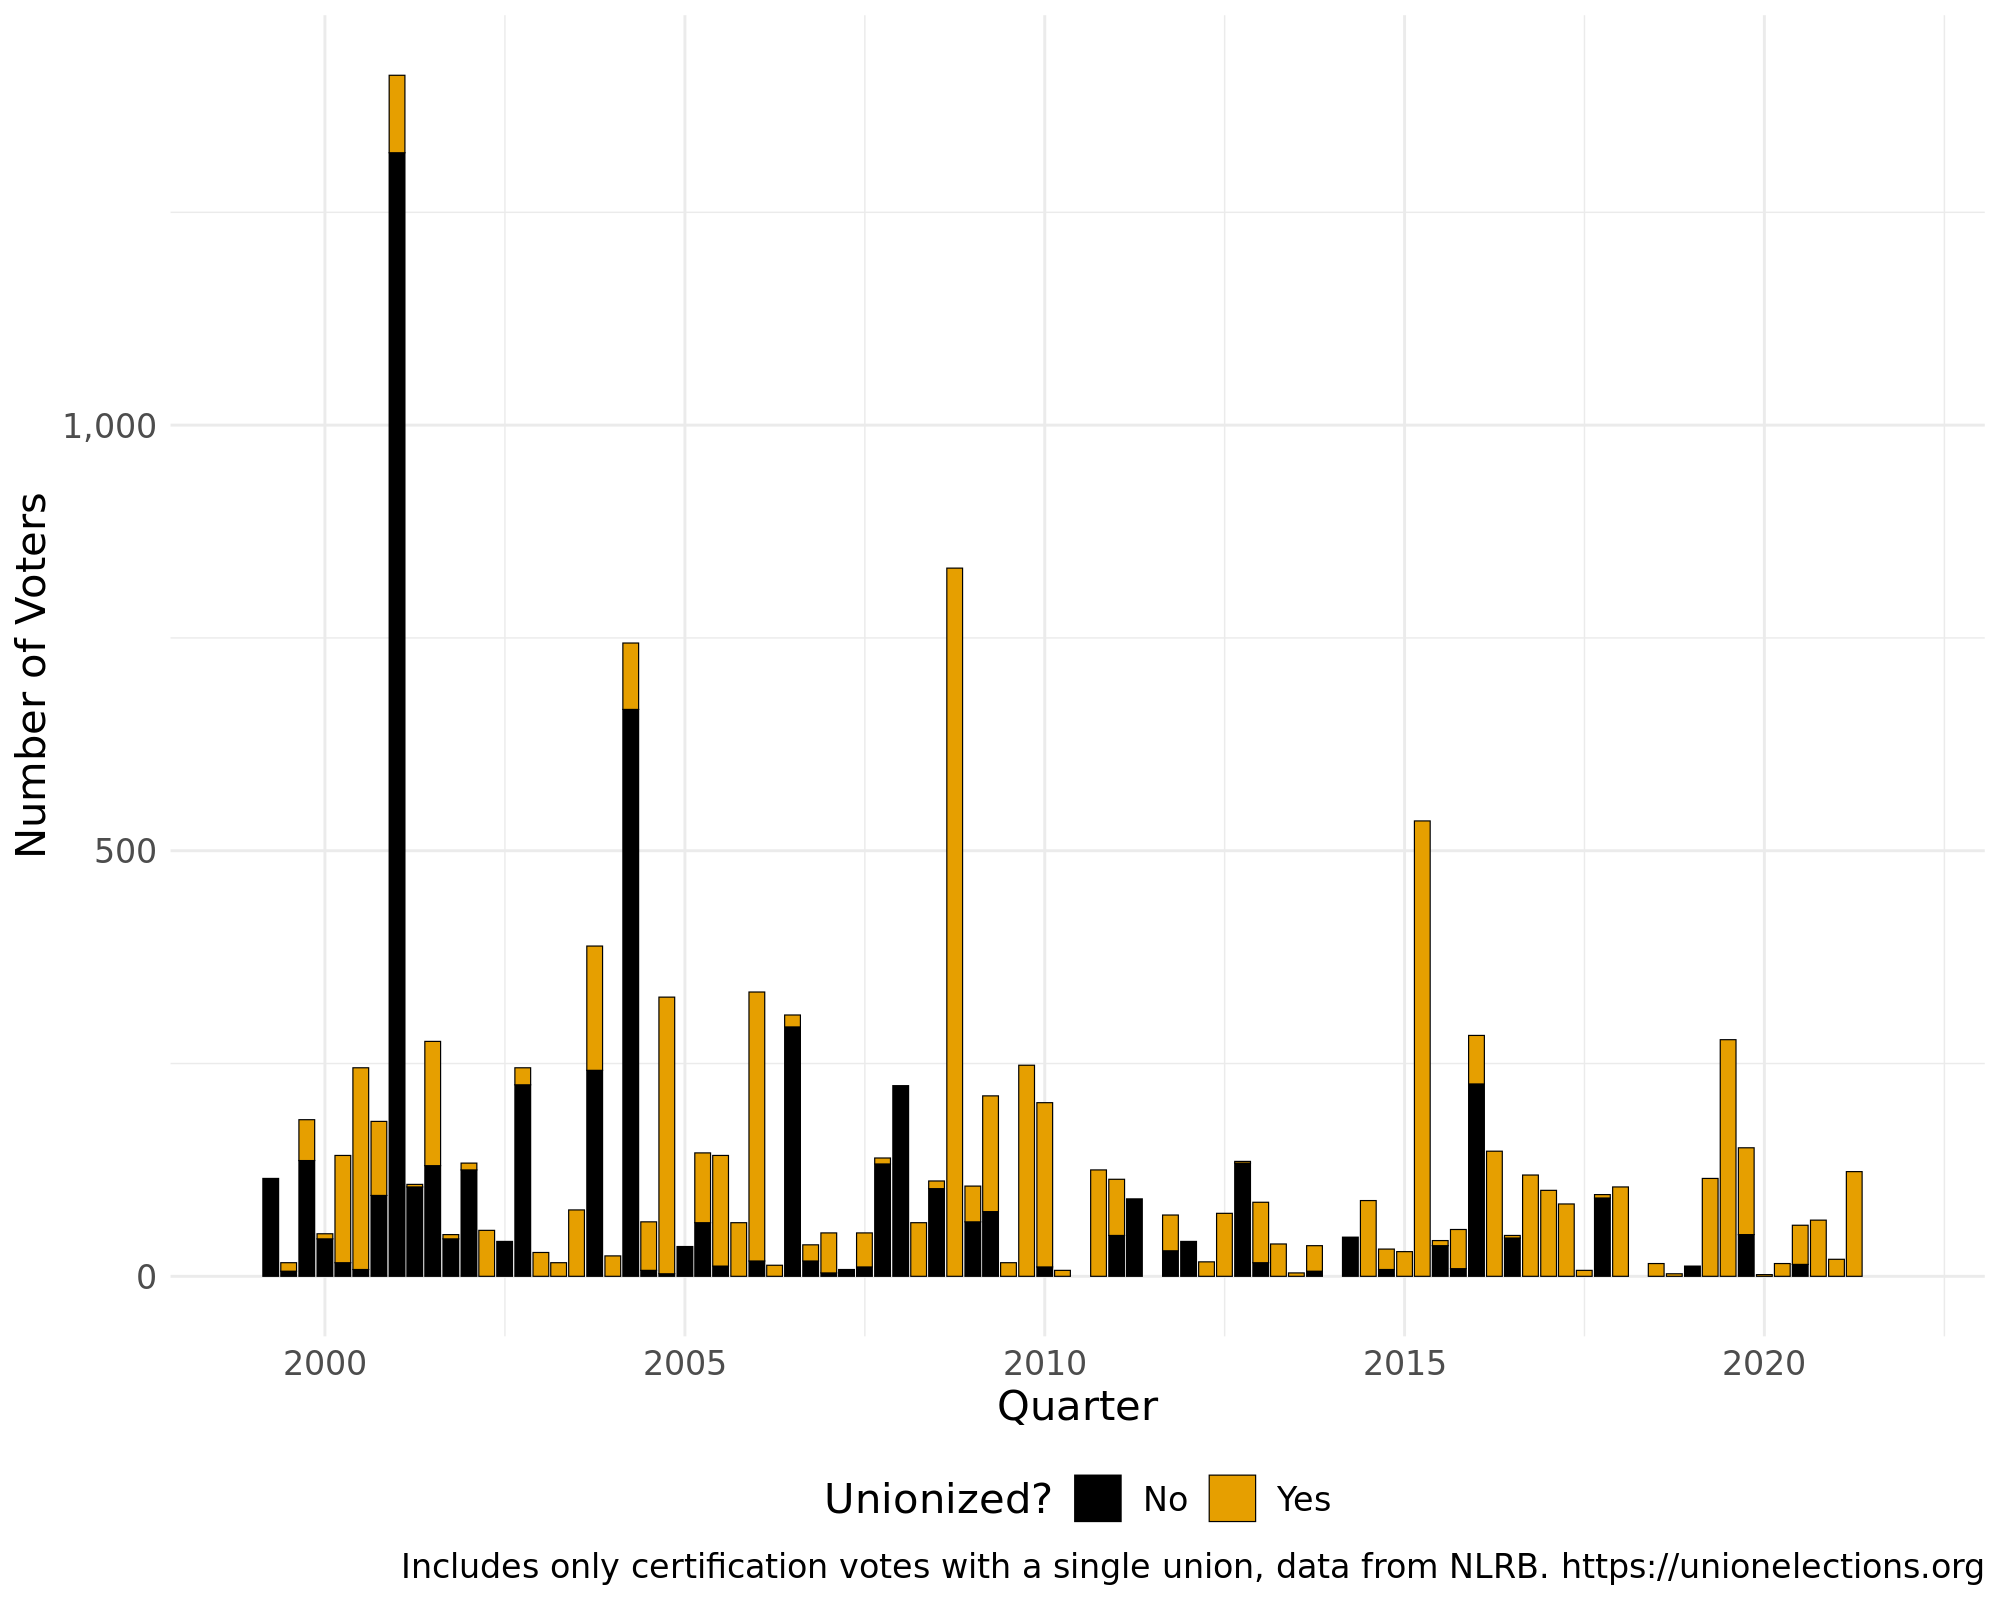 Number of Voters
1,000
500
0
2000 2005 2010 2015 2020
Quarter
Unionized? No Yes
Includes only certification votes with a single union, data from NLRB. https://unionelections.org